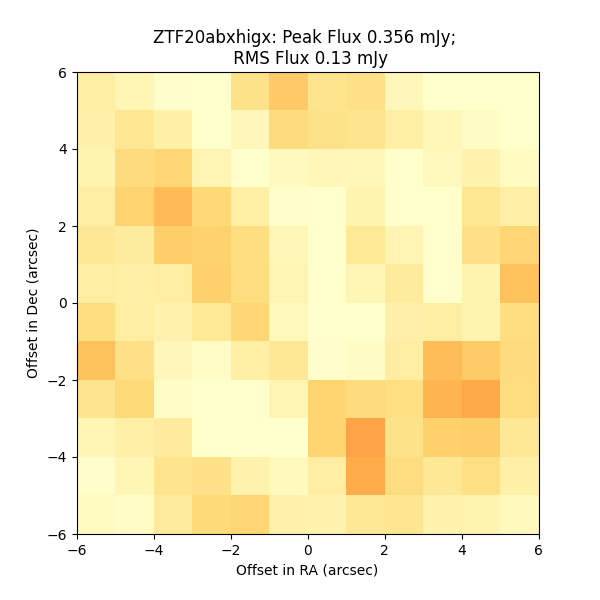 ZTF20abxhigx: Peak Flux 0.356 mJy;
RMS Flux 0.13 mJy
6
4
2
0
−2
−4
−6
Offset in Dec (arcsec)
−6 −4 −2 0 2 4 6
Offset in RA (arcsec)